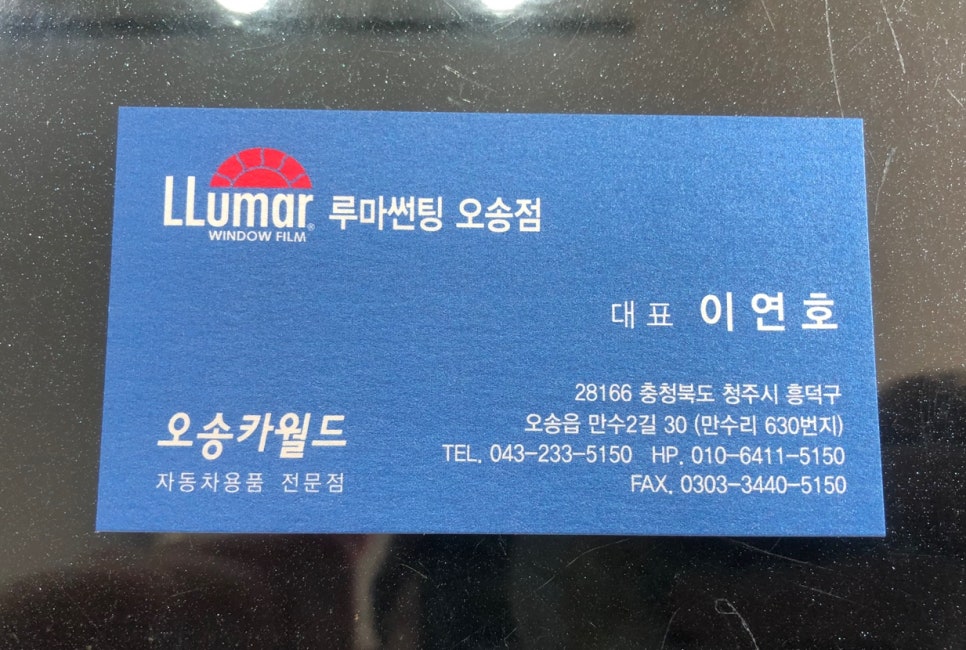 LLumar 루마썬팅 오송점
WINDOW FILM®
대표 이연호
28166 충청북도 청주시 흥덕구
오송읍 만수2길 30 (만수리 630번지)
TEL. 043-233-5150 HP. 010-6411-5150
FAX. 0303-3440-5150
오송카월드
자동차용품 전문점